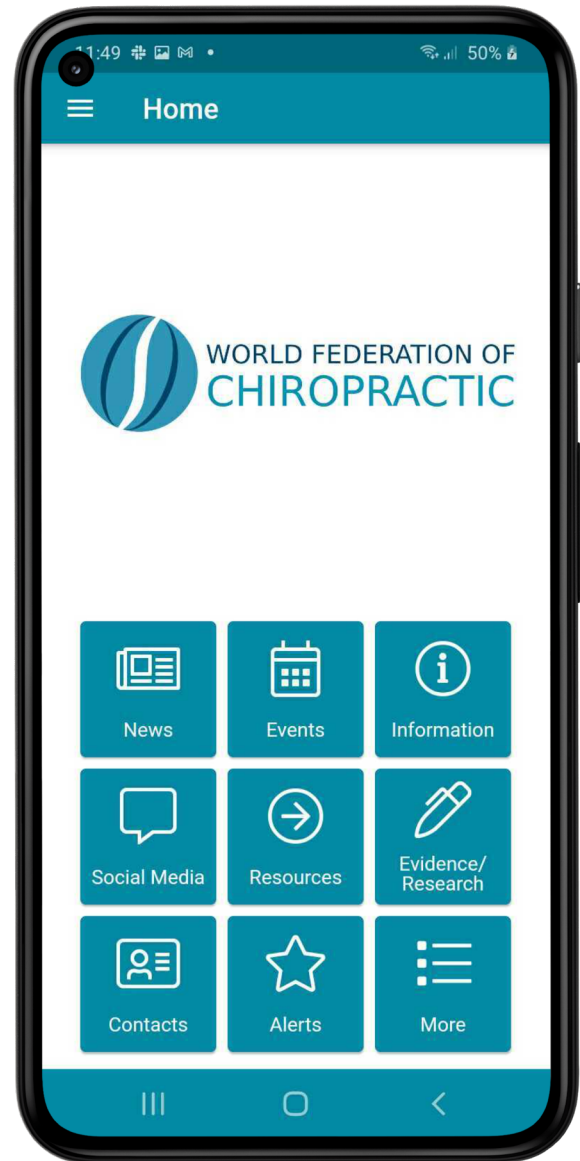 11:49
50%
Home
WORLD FEDERATION OF
CHIROPRACTIC
News
Events
Information
Social Media
Resources
Evidence/
Research
Contacts
Alerts
More